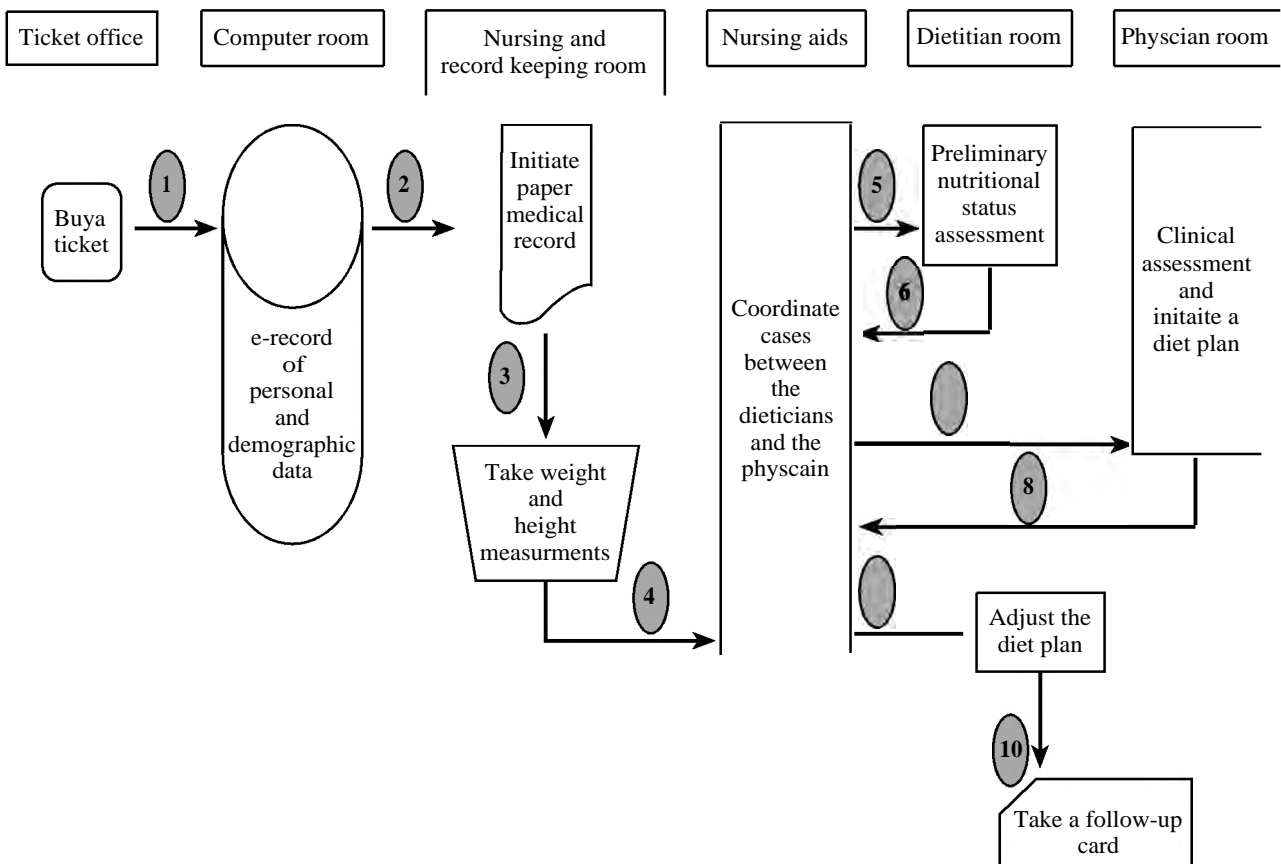 Ticket office
Computer room
Nursing and
record keeping room
Nursing aids
Dietitian room
Physcian room
Buya
ticket
1
e-record
of
personal
and
demographic
data
2
Initiate
paper
medical
record
3
Take weight
and
height
measurments
4
Coordinate
cases
between
the
dieticians
and the
physcain
5
Preliminary
nutritional
status
assessment
6
Clinical
assessment
and
initaite a
diet plan
8
Adjust the
diet plan
10
Take a follow-up
card